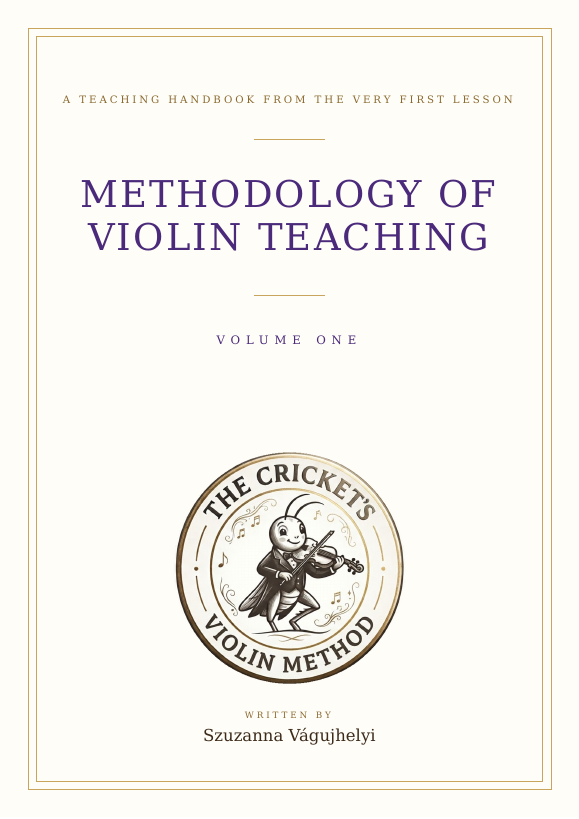 A TEACHING HANDBOOK FROM THE VERY FIRST LESSON
METHODOLOGY OF
VIOLIN TEACHING
VOLUME ONE
THE CRICKET'S
VIOLIN METHOD
WRITTEN BY
Szuzanna Vágujhelyi